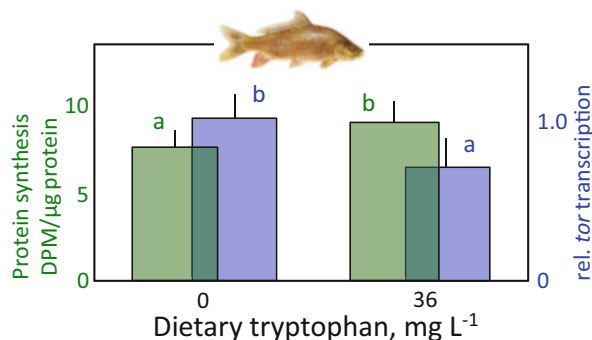 Protein synthesis
DPM/µg protein
10
5
0
a
b
b
a
1.0
0
rel. tor transcription
0
36
Dietary tryptophan, mg L-1